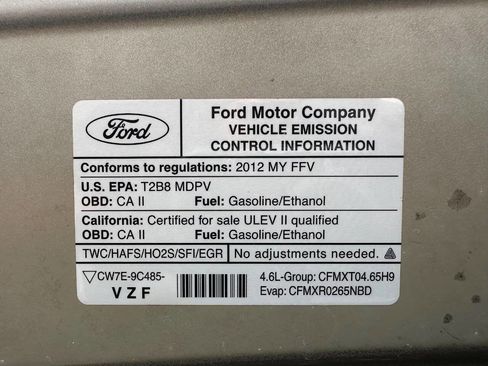 Ford
Ford Motor Company
VEHICLE EMISSION
CONTROL INFORMATION
Conforms to regulations: 2012 MY FFV
U.S. EPA: T2B8 MDPV
OBD: CA II Fuel: Gasoline/Ethanol
California: Certified for sale ULEV II qualified
OBD: CA II Fuel: Gasoline/Ethanol
TWC/HAFS/HO2S/SFI/EGR No adjustments needed.
CW7E-9C485-
VZF
4.6L-Group: CFMXT04.65H9
Evap: CFMXR0265NBD